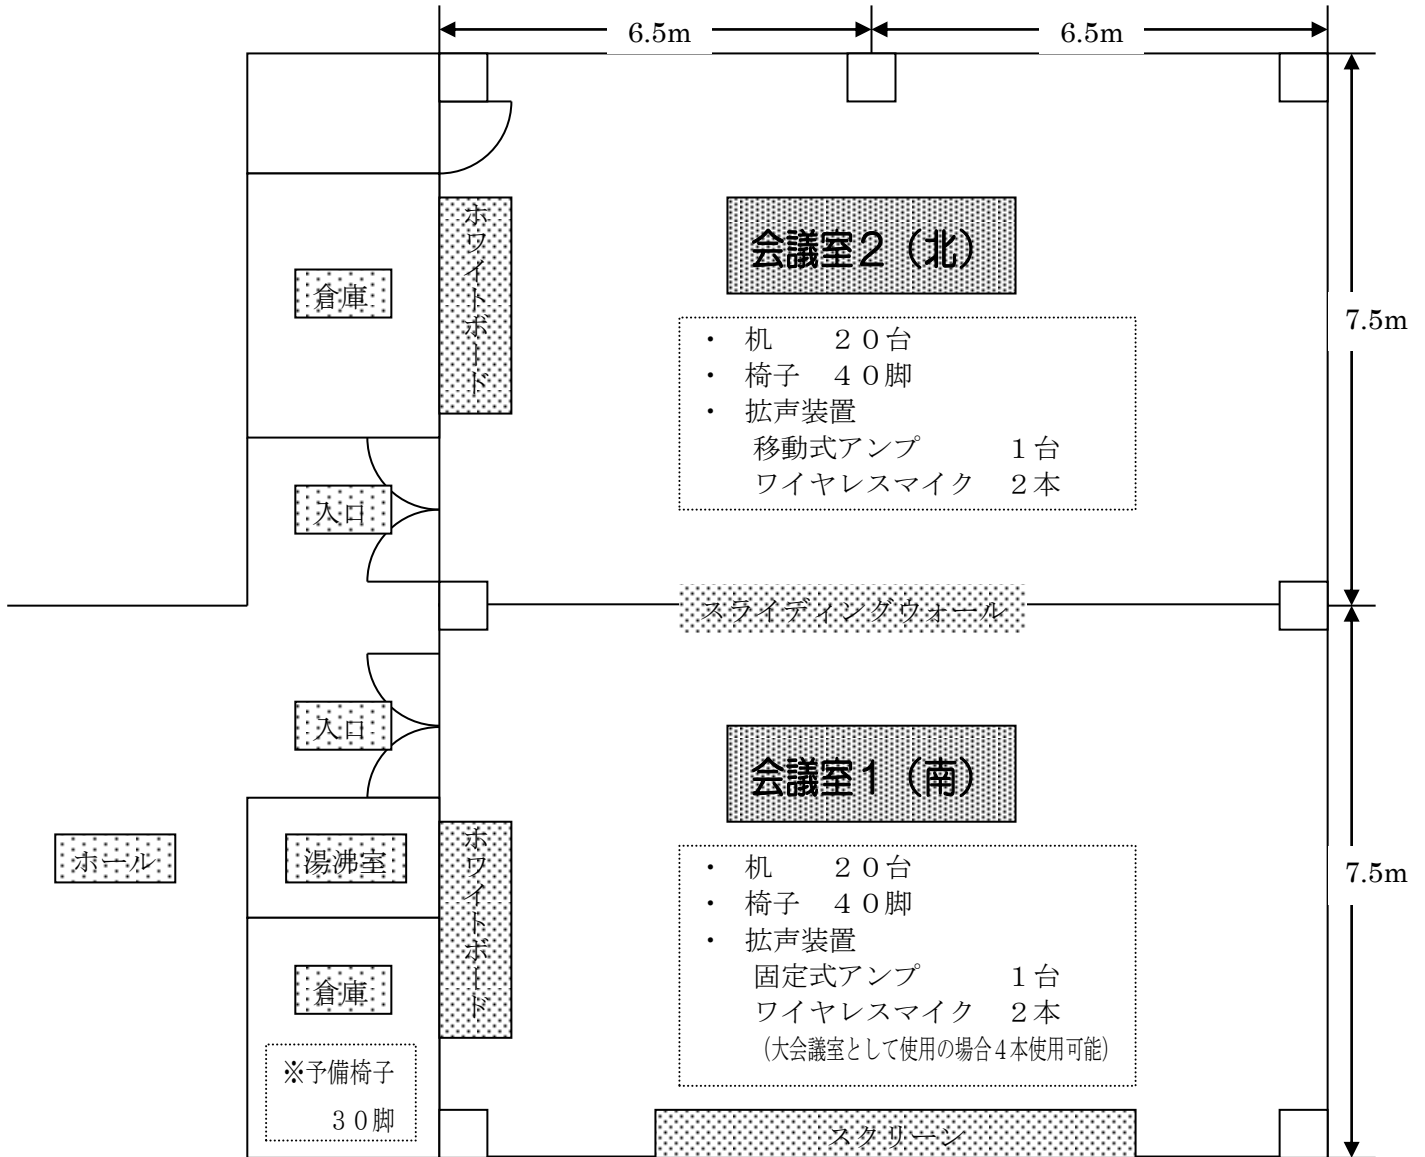 6.5m
6.5m
ホワイトボード
会議室２（北）
倉庫
7.5m
・ 机　　２０台
・ 椅子　４０脚
・ 拡声装置
移動式アンプ　　　１台
ワイヤレスマイク　２本
入口
スライディングウォール
入口
会議室１（南）
ホール
湯沸室
ホワイトボード
7.5m
・ 机　　２０台
・ 椅子　４０脚
・ 拡声装置
固定式アンプ　　　１台
ワイヤレスマイク　２本
（大会議室として使用の場合４本使用可能）
倉庫
※予備椅子
３０脚
スクリーン